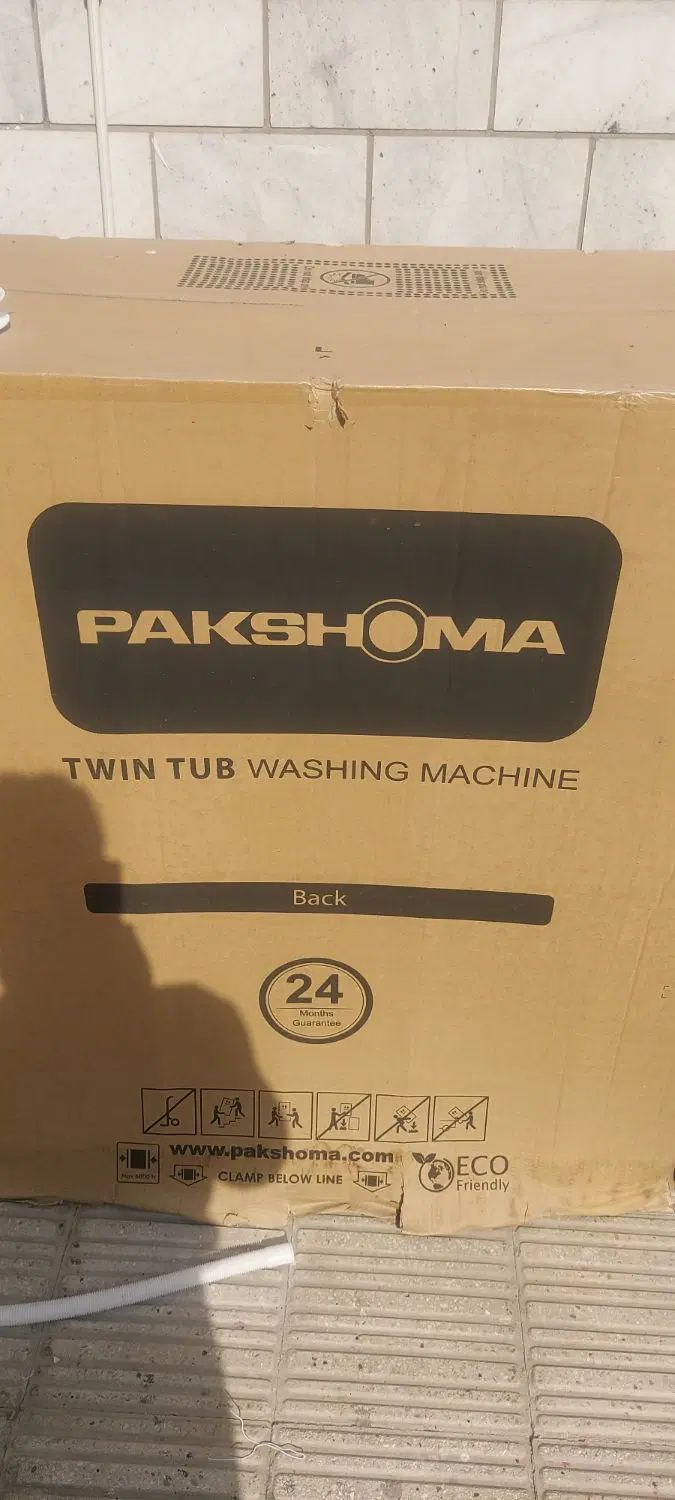 PAKSHOMA
TWIN TUB WASHING MACHINE
Back
24
Months
Guarantee
www.pakshoma.com
CLAMP BELOW LINE
ECO
Friendly